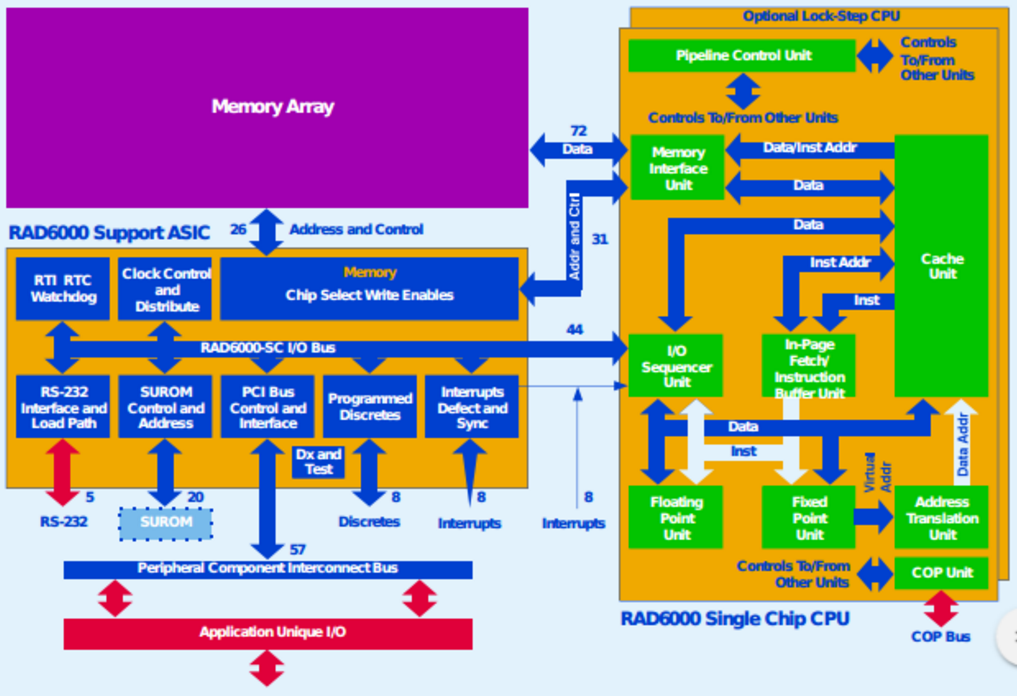 Optional Lock-Step CPU
Pipeline Control Unit
Controls
To/From
Other Units
Controls To/From Other Units
Memory Array
72
Data
Memory
Interface
Unit
Data/Inst Addr
Data
Data
Inst Addr
Inst
Cache
Unit
Addr and Ctrl
31
RAD6000 Support ASIC
26
Address and Control
RTI RTC
Watchdog
Clock Control
and
Distribute
Memory
Chip Select Write Enables
44
RAD6000-SC I/O Bus
I/O
Sequencer
Unit
In-Page
Fetch/
Instruction
Buffer Unit
RS-232
Interface and
Load Path
SUROM
Control and
Address
PCI Bus
Control and
Interface
Programmed
Discretes
Interrupts
Defect and
Sync
Dx and
Test
Data
Inst
Virtual
Addr
Data Addr
5
20
8
8
8
RS-232
SUROM
Discretes
Interrupts
Interrupts
Floating
Point
Unit
Fixed
Point
Unit
Address
Translation
Unit
57
Peripheral Component Interconnect Bus
Controls To/From
Other Units
COP Unit
Application Unique I/O
RAD6000 Single Chip CPU
COP Bus